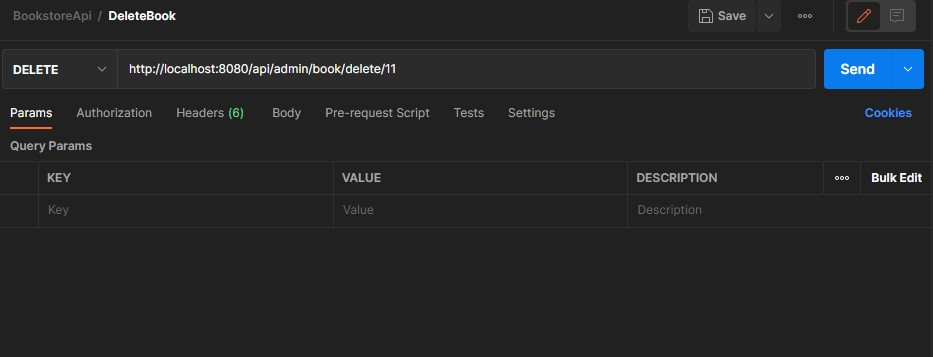 BookstoreApi / DeleteBook
Save
DELETE
http://localhost:8080/api/admin/book/delete/11
Send
Params Authorization Headers (6) Body Pre-request Script Tests Settings Cookies
Query Params
KEY VALUE DESCRIPTION Bulk Edit
Key Value Description